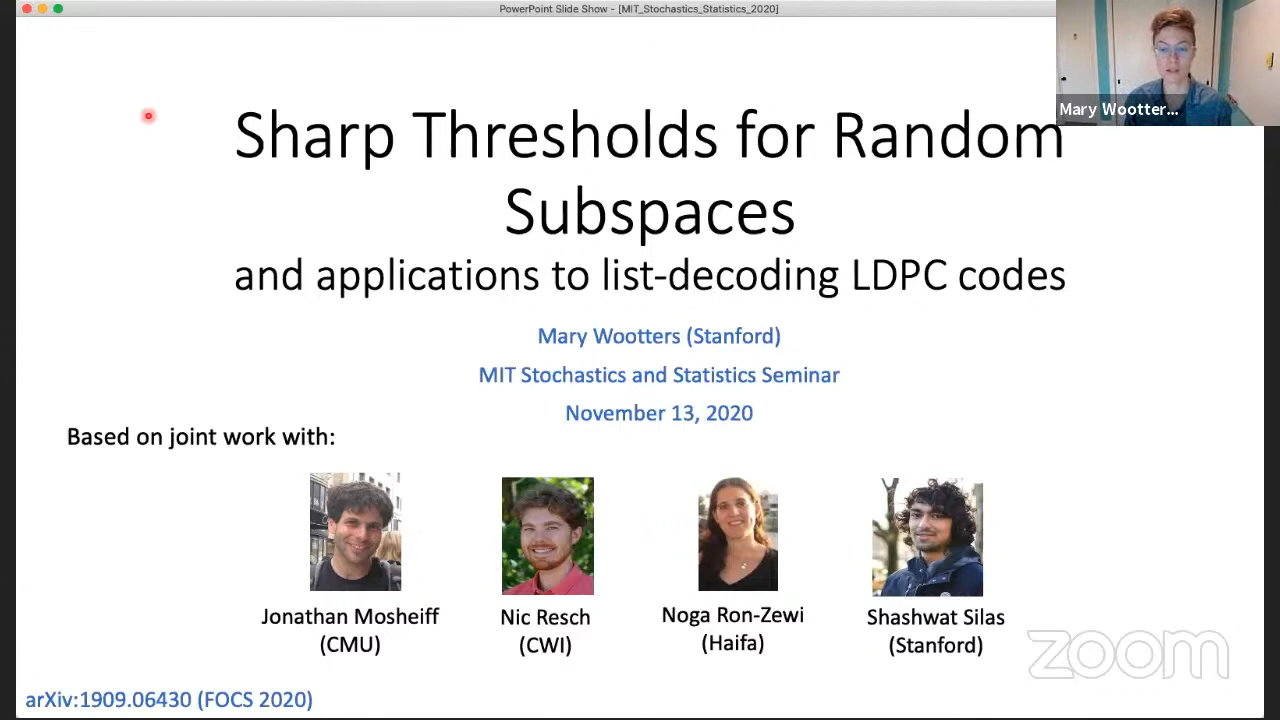 PowerPoint Slide Show - [MIT_Stochastics_Statistics_2020]
Mary Wootter...
Sharp Thresholds for Random
Subspaces
and applications to list-decoding LDPC codes
Mary Wootters (Stanford)
MIT Stochastics and Statistics Seminar
November 13, 2020
Based on joint work with:
Jonathan Mosheiff
(CMU)
Nic Resch
(CWI)
Noga Ron-Zewi
(Haifa)
Shashwat Silas
(Stanford)
zoom
arXiv:1909.06430 (FOCS 2020)